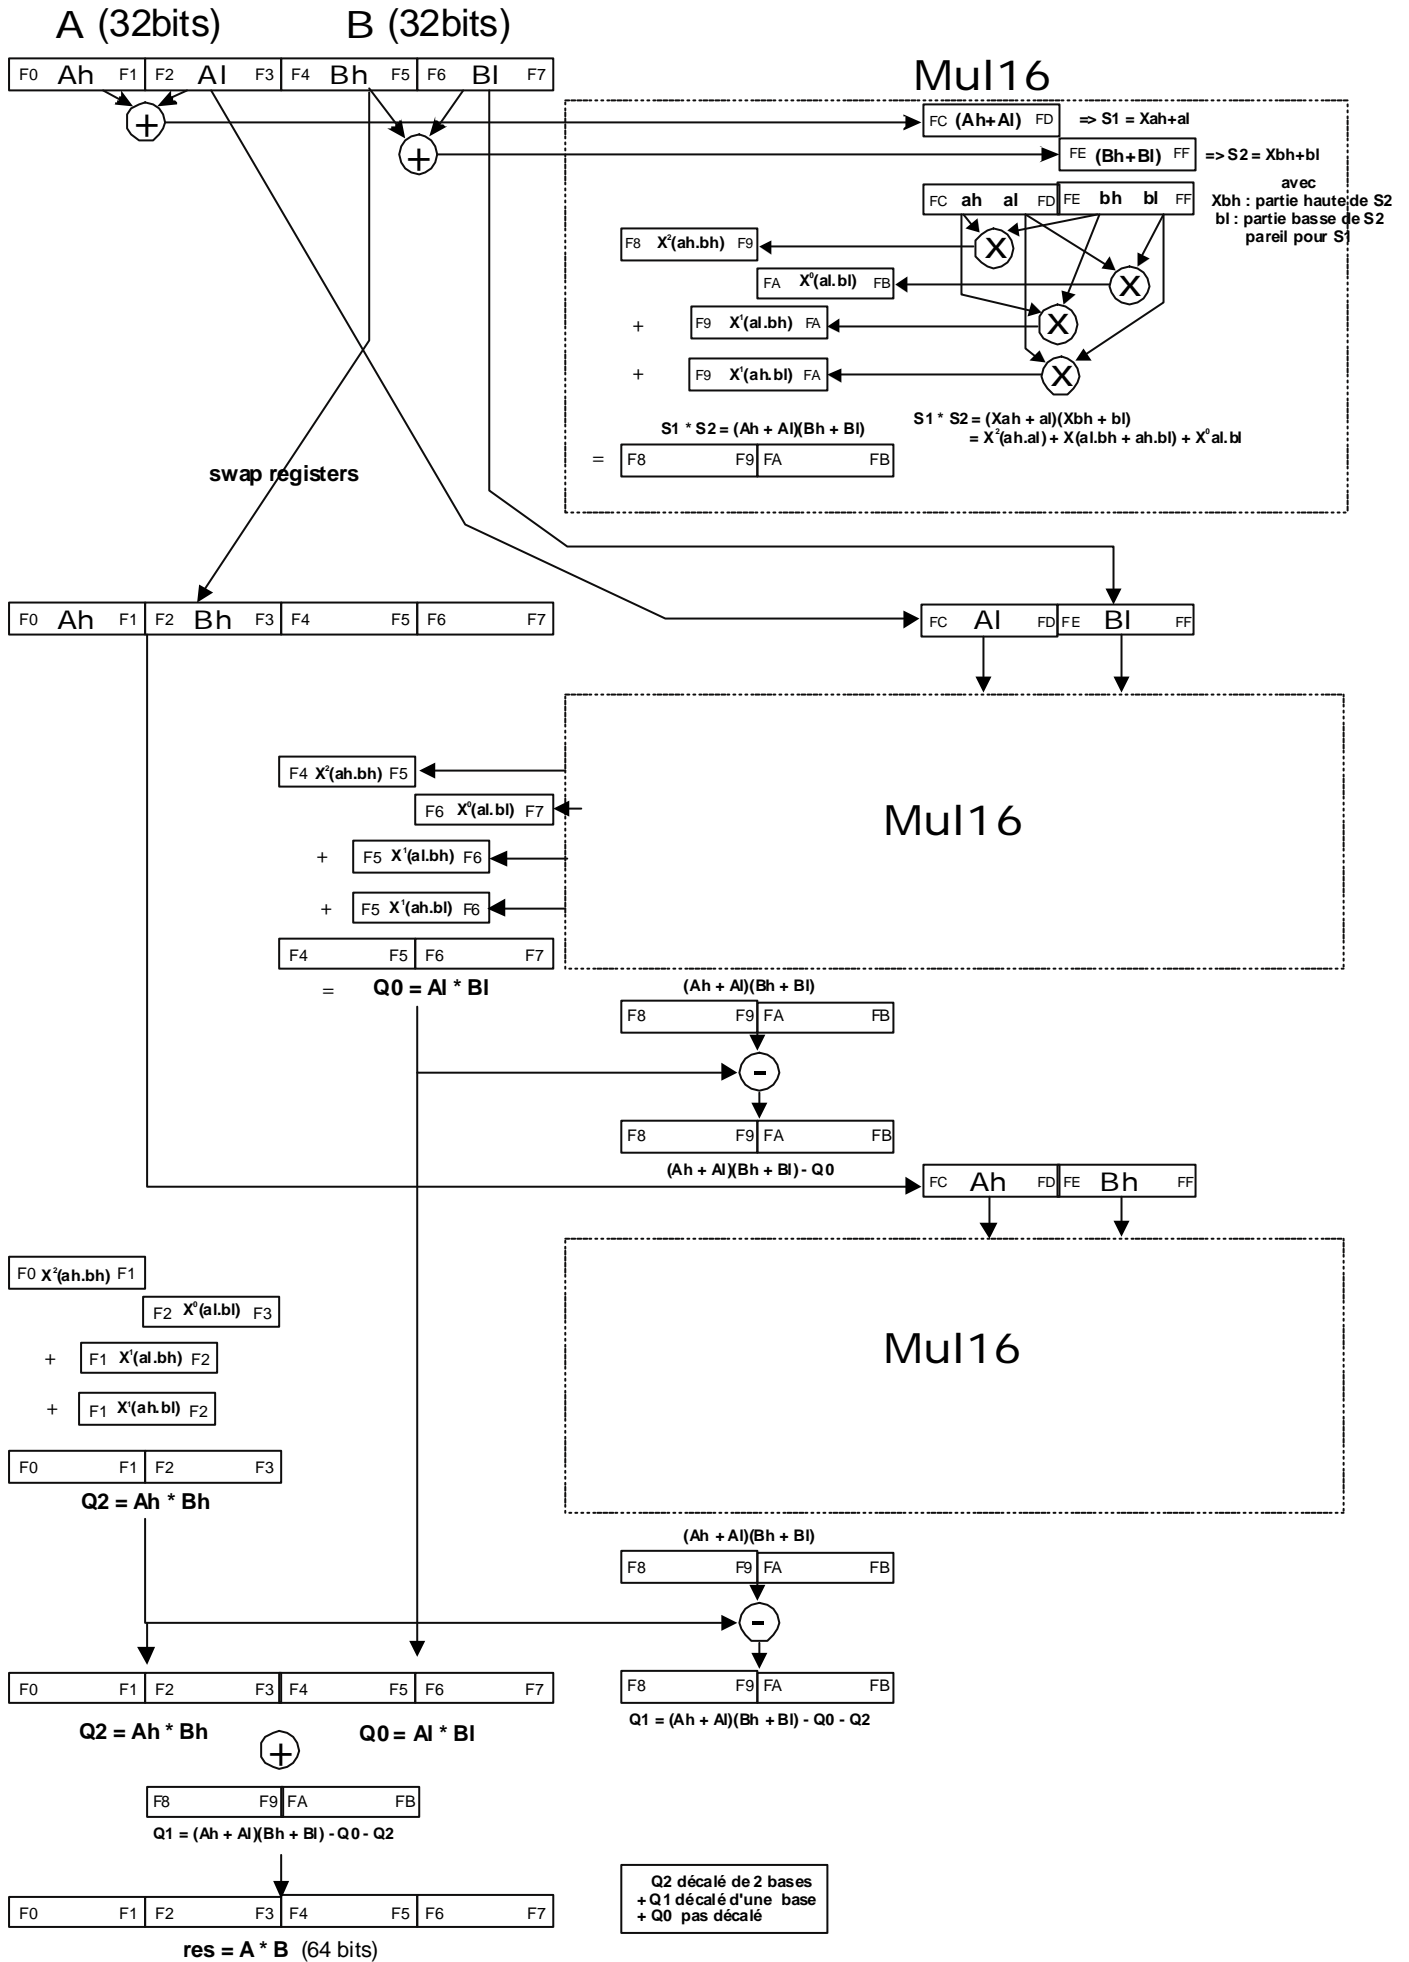 A (32bits) B (32bits)
F0 Ah F1 F2 Al F3 F4 Bh F5 F6 Bl F7
Mul16
+
FC (Ah+Al) FD => S1 = Xah+al
+
FE (Bh+Bl) FF => S2 = Xbh+bl
avec
Xbh : partie haute de S2
bl : partie basse de S2
pareil pour S1
FC ah al FD FE bh bl FF
F8 X²(ah.bh) F9
X
FA X⁰(al.bl) FB
X
+ F9 X¹(al.bh) FA
X
+ F9 X¹(ah.bl) FA
X
S1 * S2 = (Ah + Al)(Bh + Bl)
= F8 F9 FA FB
S1 * S2 = (Xah + al)(Xbh + bl)
= X²(ah.al) + X(al.bh + ah.bl) + X⁰al.bl
swap registers
F0 Ah F1 F2 Bh F3 F4 F5 F6 F7
FC Al FD FE Bl FF
F4 X²(ah.bh) F5
F6 X⁰(al.bl) F7
+ F5 X¹(al.bh) F6
+ F5 X¹(ah.bl) F6
F4 F5 F6 F7
= Q0 = Al * Bl
Mul16
(Ah + Al)(Bh + Bl)
F8 F9 FA FB
-
F8 F9 FA FB
(Ah + Al)(Bh + Bl) - Q0
FC Ah FD FE Bh FF
F0 X²(ah.bh) F1
F2 X⁰(al.bl) F3
+ F1 X¹(al.bh) F2
+ F1 X¹(ah.bl) F2
F0 F1 F2 F3
Q2 = Ah * Bh
Mul16
(Ah + Al)(Bh + Bl)
F8 F9 FA FB
-
F8 F9 FA FB
Q1 = (Ah + Al)(Bh + Bl) - Q0 - Q2
F0 F1 F2 F3 F4 F5 F6 F7
Q2 = Ah * Bh Q0 = Al * Bl
+
F8 F9 FA FB
Q1 = (Ah + Al)(Bh + Bl) - Q0 - Q2
F0 F1 F2 F3 F4 F5 F6 F7
res = A * B (64 bits)
Q2 décalé de 2 bases
+ Q1 décalé d'une base
+ Q0 pas décalé